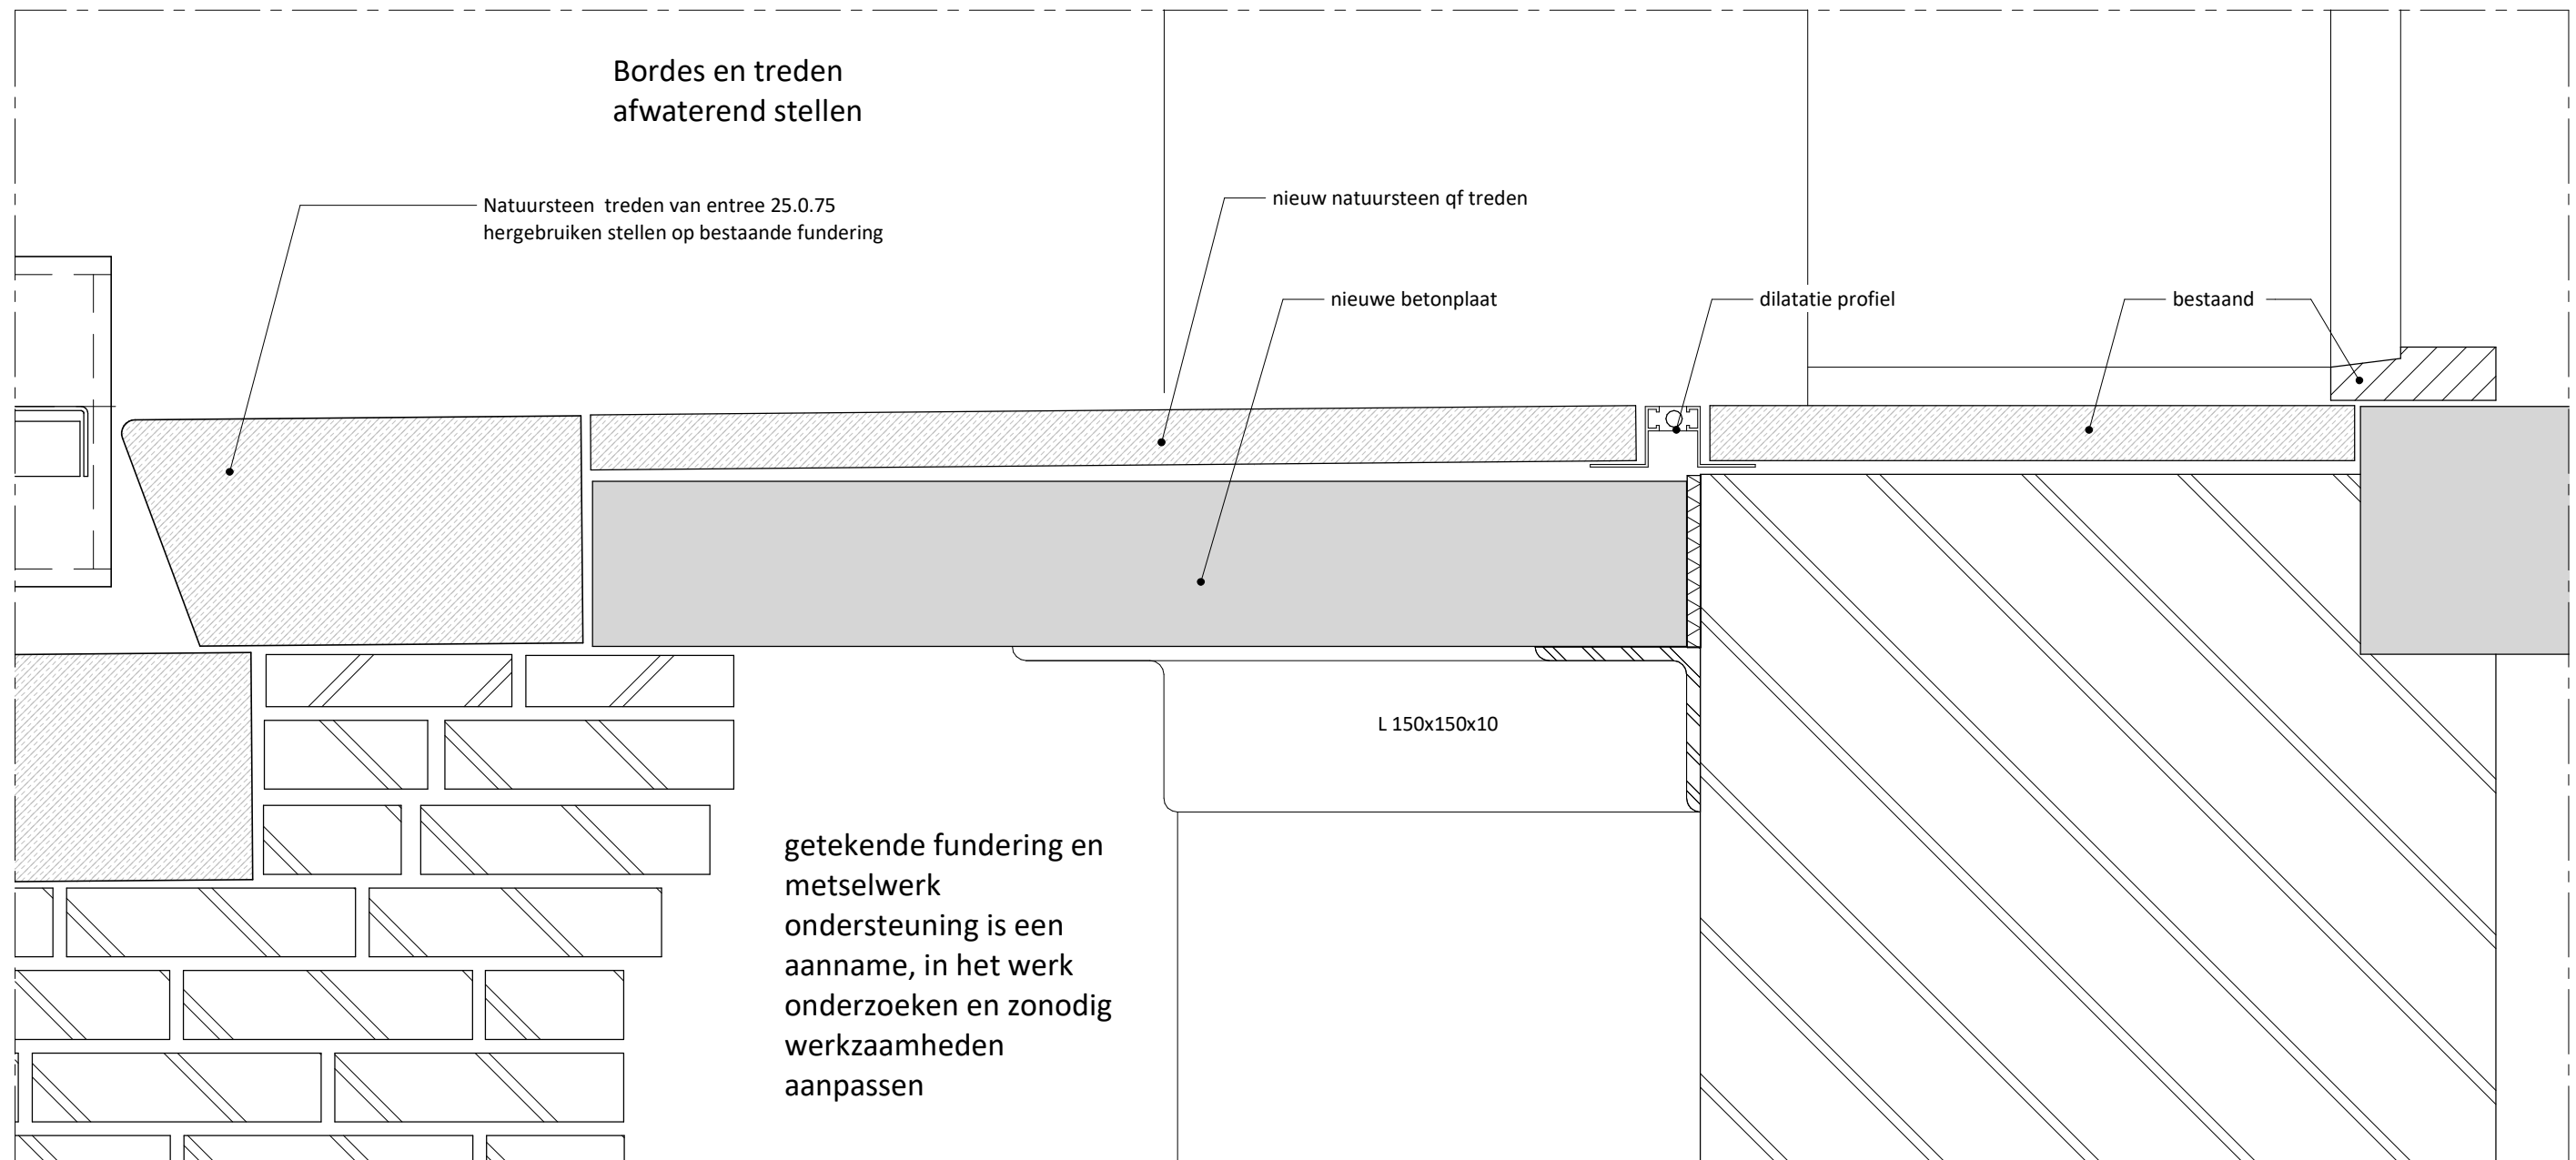 Bordes en treden
afwaterend stellen
Natuursteen treden van entree 25.0.75
hergebruiken stellen op bestaande fundering
nieuw natuursteen qf treden
nieuwe betonplaat
dilatatie profiel
bestaand
L 150x150x10
getekende fundering en
metselwerk
ondersteuning is een
aanname, in het werk
onderzoeken en zonodig
werkzaamheden
aanpassen